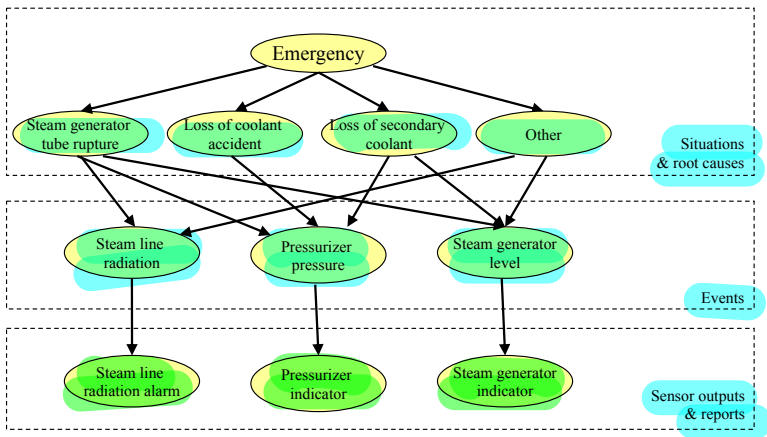 Emergency
Steam generator
tube rupture
Loss of coolant
accident
Loss of secondary
coolant
Other
Situations
& root causes
Steam line
radiation
Pressurizer
pressure
Steam generator
level
Events
Steam line
radiation alarm
Pressurizer
indicator
Steam generator
indicator
Sensor outputs
& reports